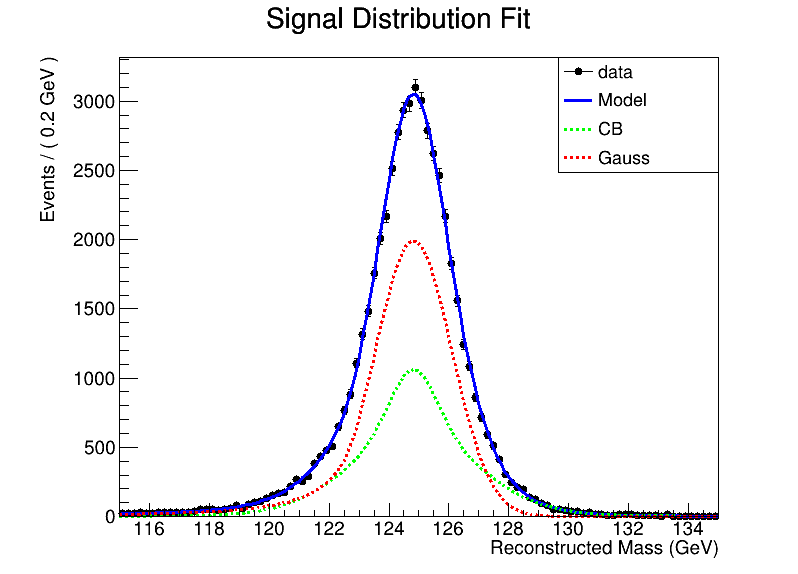 Signal Distribution Fit
Events / ( 0.2 GeV )
data
Model
CB
Gauss
3000
2500
2000
1500
1000
500
0
116 118 120 122 124 126 128 130 132 134
Reconstructed Mass (GeV)